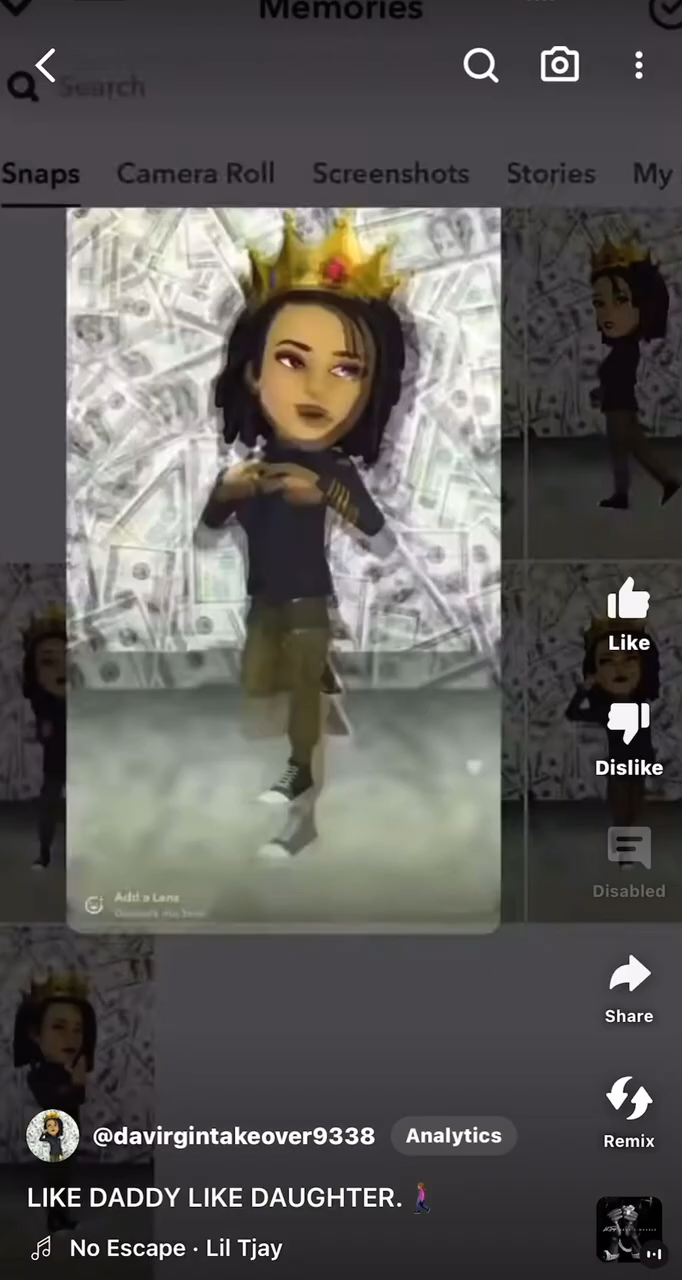 Memories
Search
Snaps Camera Roll Screenshots Stories My
Like
Dislike
Disabled
Add a Lens
Share
@davirgintakeover9338 Analytics
Remix
LIKE DADDY LIKE DAUGHTER. 🚶🏾‍♀️
No Escape · Lil Tjay